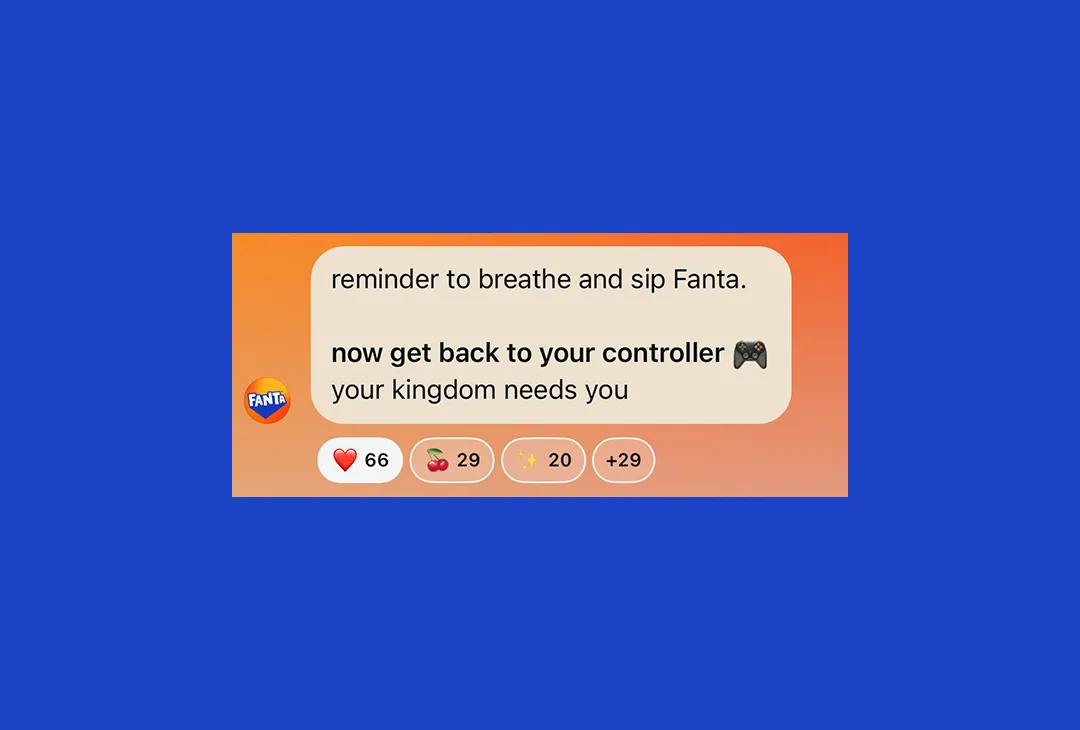 reminder to breathe and sip Fanta.
now get back to your controller 🎮
your kingdom needs you
FANTA
❤️ 66 🍒 29 ✨ 20 +29